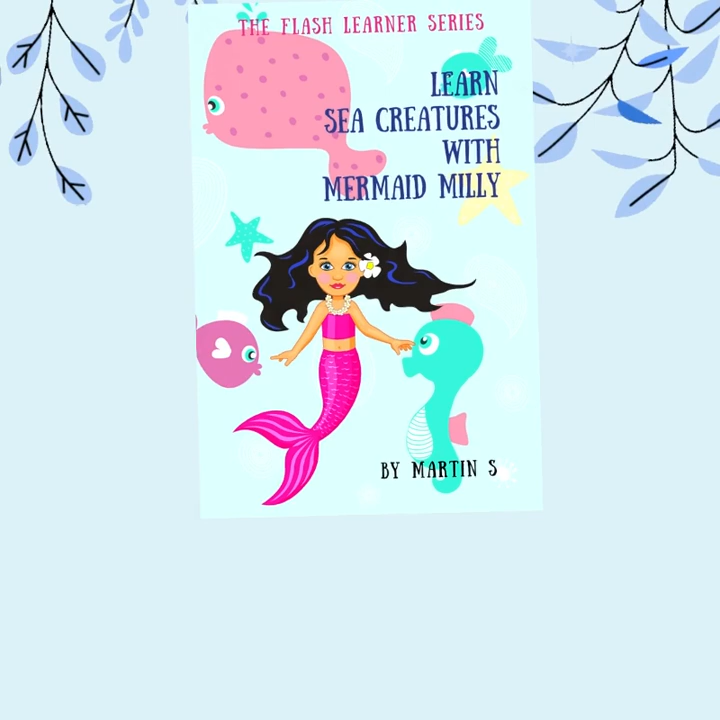 THE FLASH LEARNER SERIES
LEARN
SEA CREATURES
WITH
MERMAID MILLY
BY MARTIN S